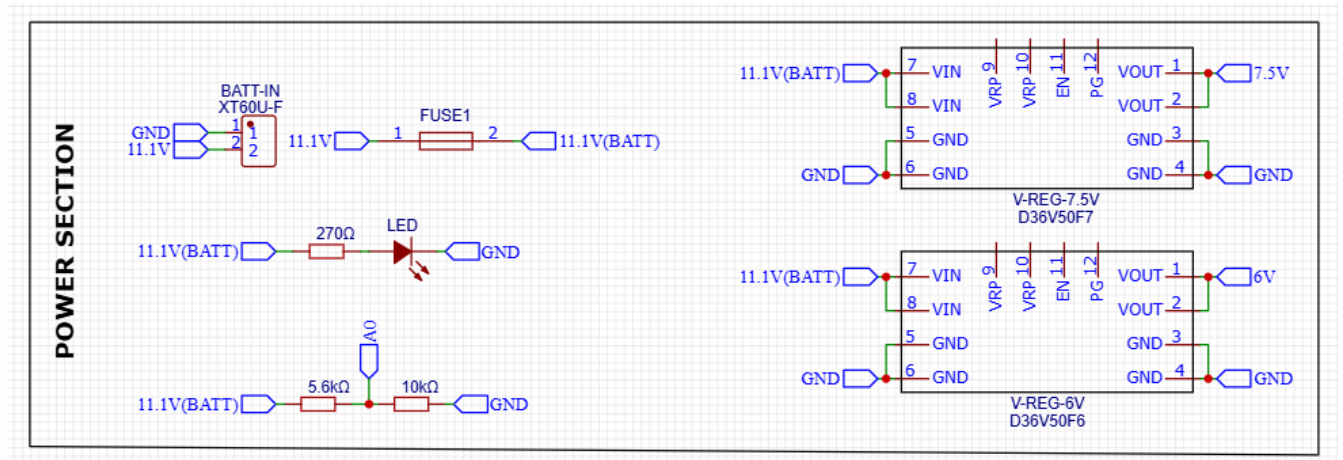 POWER SECTION
BATT-IN
XT60U-F
GND
11.1V
1
2
1
2
11.1V
1
FUSE1
2
11.1V(BATT)
11.1V(BATT)
270Ω
LED
GND
A0
11.1V(BATT)
5.6kΩ
10kΩ
GND
11.1V(BATT)
7 VIN
8 VIN
5 GND
6 GND
GND
VRP 9
VRP 10
EN 11
PG 12
VOUT 1
VOUT 2
GND 3
GND 4
7.5V
GND
V-REG-7.5V
D36V50F7
11.1V(BATT)
7 VIN
8 VIN
5 GND
6 GND
GND
VRP 9
VRP 10
EN 11
PG 12
VOUT 1
VOUT 2
GND 3
GND 4
6V
GND
V-REG-6V
D36V50F6